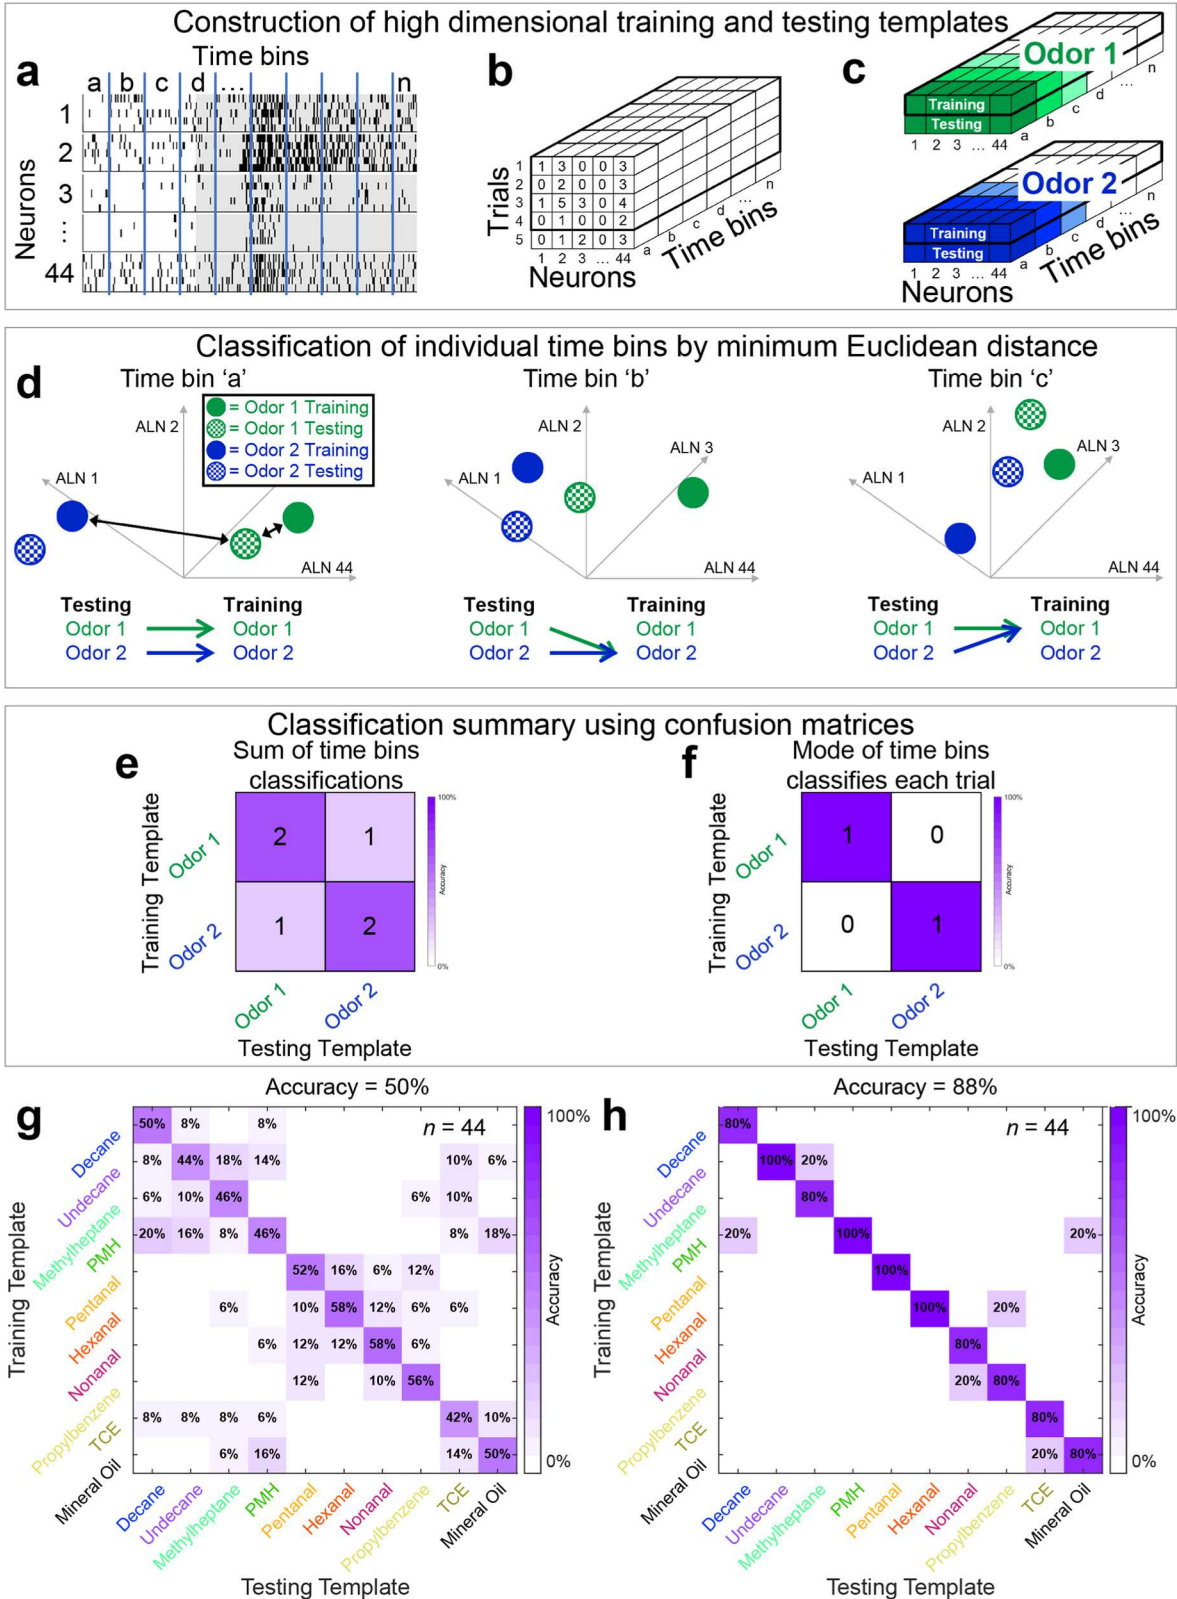 Construction of high dimensional training and testing templates
a
Time bins
a b c d ... n
Neurons
1
2
3
...
44
b
Trials
1 1 3 0 0 3
2 0 2 0 0 3
3 1 5 3 0 4
4 0 1 0 0 2
5 0 1 2 0 3
1 2 3 ... 44
Neurons
a b c d ... n
Time bins
c
Odor 1
Training
Testing
1 2 3 ... 44
a b c d ... n
Odor 2
Training
Testing
1 2 3 ... 44
a b c d ... n
Neurons
Time bins
Classification of individual time bins by minimum Euclidean distance
d
Time bin ‘a’
= Odor 1 Training
= Odor 1 Testing
= Odor 2 Training
= Odor 2 Testing
ALN 2
ALN 1
ALN 44
Testing Training
Odor 1 Odor 1
Odor 2 Odor 2
Time bin ‘b’
ALN 2
ALN 3
ALN 1
ALN 44
Testing Training
Odor 1 Odor 1
Odor 2 Odor 2
Time bin ‘c’
ALN 2
ALN 3
ALN 1
ALN 44
Testing Training
Odor 1 Odor 1
Odor 2 Odor 2
Classification summary using confusion matrices
e
Sum of time bins
classifications
Training Template
Odor 1
Odor 2
2 1
1 2
100%
Accuracy
0%
Odor 1 Odor 2
Testing Template
f
Mode of time bins
classifies each trial
Training Template
Odor 1
Odor 2
1 0
0 1
100%
Accuracy
0%
Odor 1 Odor 2
Testing Template
g
Accuracy = 50%
n = 44
Training Template
Decane
Undecane
Methylheptane
PMH
Pentanal
Hexanal
Nonanal
Propylbenzene
TCE
Mineral Oil
50% 8% 8%
8% 44% 18% 14% 10% 6%
6% 10% 46% 6% 10%
20% 16% 8% 46% 8% 18%
52% 16% 6% 12%
6% 10% 58% 12% 6% 6%
6% 12% 12% 58% 6%
12% 10% 56%
8% 8% 8% 6% 42% 10%
6% 16% 14% 50%
100%
Accuracy
0%
Decane Undecane Methylheptane PMH Pentanal Hexanal Nonanal Propylbenzene TCE Mineral Oil
Testing Template
h
Accuracy = 88%
n = 44
Training Template
Decane
Undecane
Methylheptane
PMH
Pentanal
Hexanal
Nonanal
Propylbenzene
TCE
Mineral Oil
80%
100% 20%
80%
20% 100% 20%
100%
100% 20%
80%
20% 80%
80%
20% 80%
100%
Accuracy
0%
Decane Undecane Methylheptane PMH Pentanal Hexanal Nonanal Propylbenzene TCE Mineral Oil
Testing Template